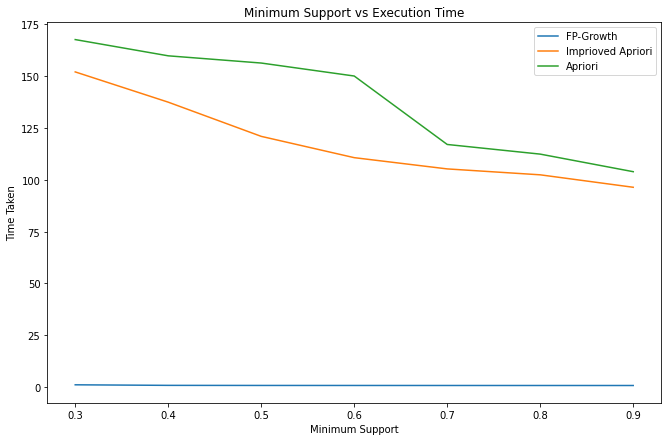 Minimum Support vs Execution Time
FP-Growth
Imprioved Apriori
Apriori
175
150
125
100
75
50
25
0
Time Taken
0.3 0.4 0.5 0.6 0.7 0.8 0.9
Minimum Support